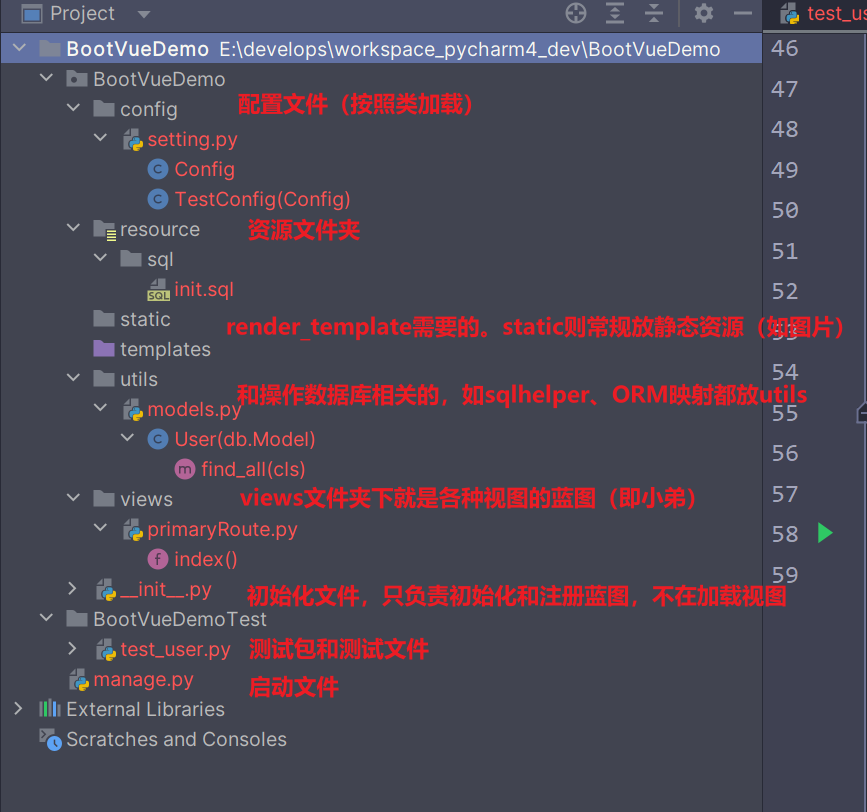 Project
test_us
BootVueDemo E:\develops\workspace_pycharm4_dev\BootVueDemo
46
BootVueDemo
47
config 配置文件（按照类加载）
48
setting.py
49
Config
50
TestConfig(Config)
51
resource 资源文件夹
sql
52
init.sql
53
static render_template需要的。static则常规放静态资源（如图片）
templates
54
utils 和操作数据库相关的，如sqlhelper、ORM映射都放utils
55
models.py
56
User(db.Model)
find_all(cls)
57
views views文件夹下就是各种视图的蓝图（即小弟）
58
primaryRoute.py
index()
59
__init__.py 初始化文件，只负责初始化和注册蓝图，不在加载视图
BootVueDemoTest
test_user.py 测试包和测试文件
manage.py 启动文件
External Libraries
Scratches and Consoles